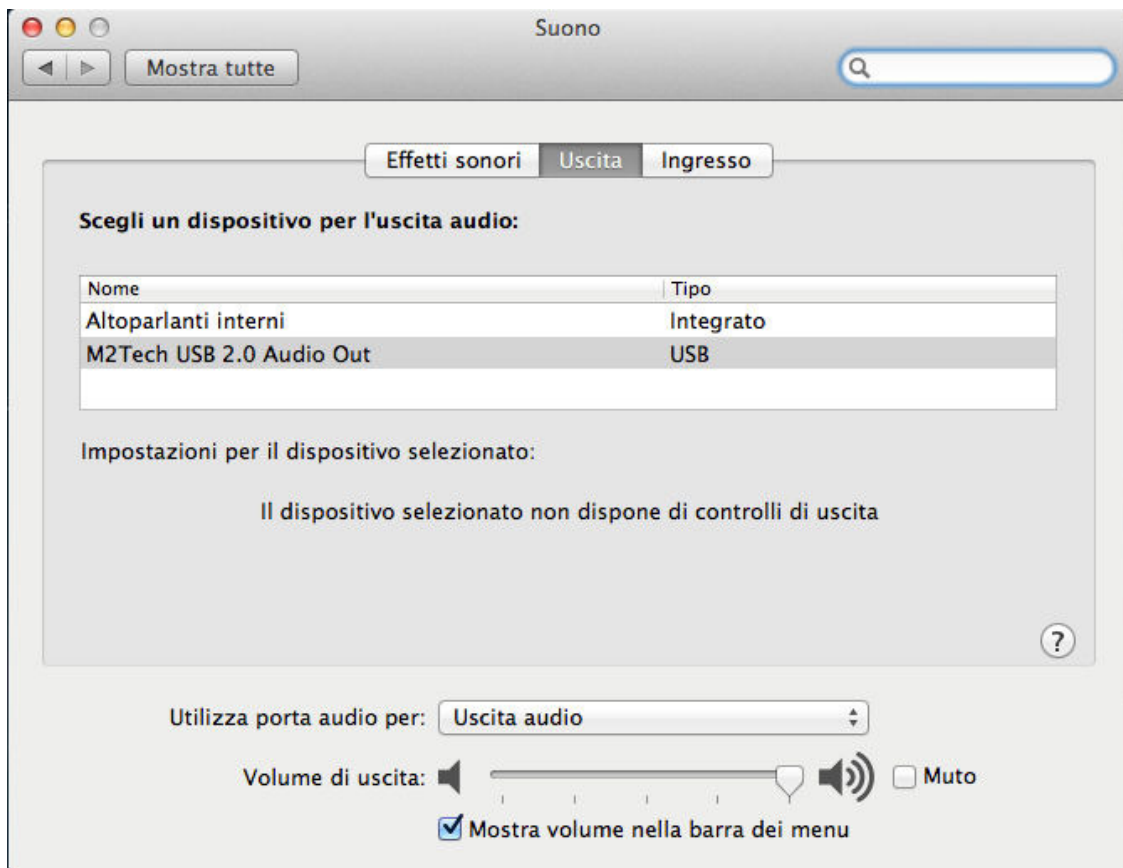 Suono
Mostra tutte
Effetti sonori Uscita Ingresso
Scegli un dispositivo per l'uscita audio:
Nome Tipo
Altoparlanti interni Integrato
M2Tech USB 2.0 Audio Out USB
Impostazioni per il dispositivo selezionato:
Il dispositivo selezionato non dispone di controlli di uscita
?
Utilizza porta audio per: Uscita audio
Volume di uscita: Muto
Mostra volume nella barra dei menu